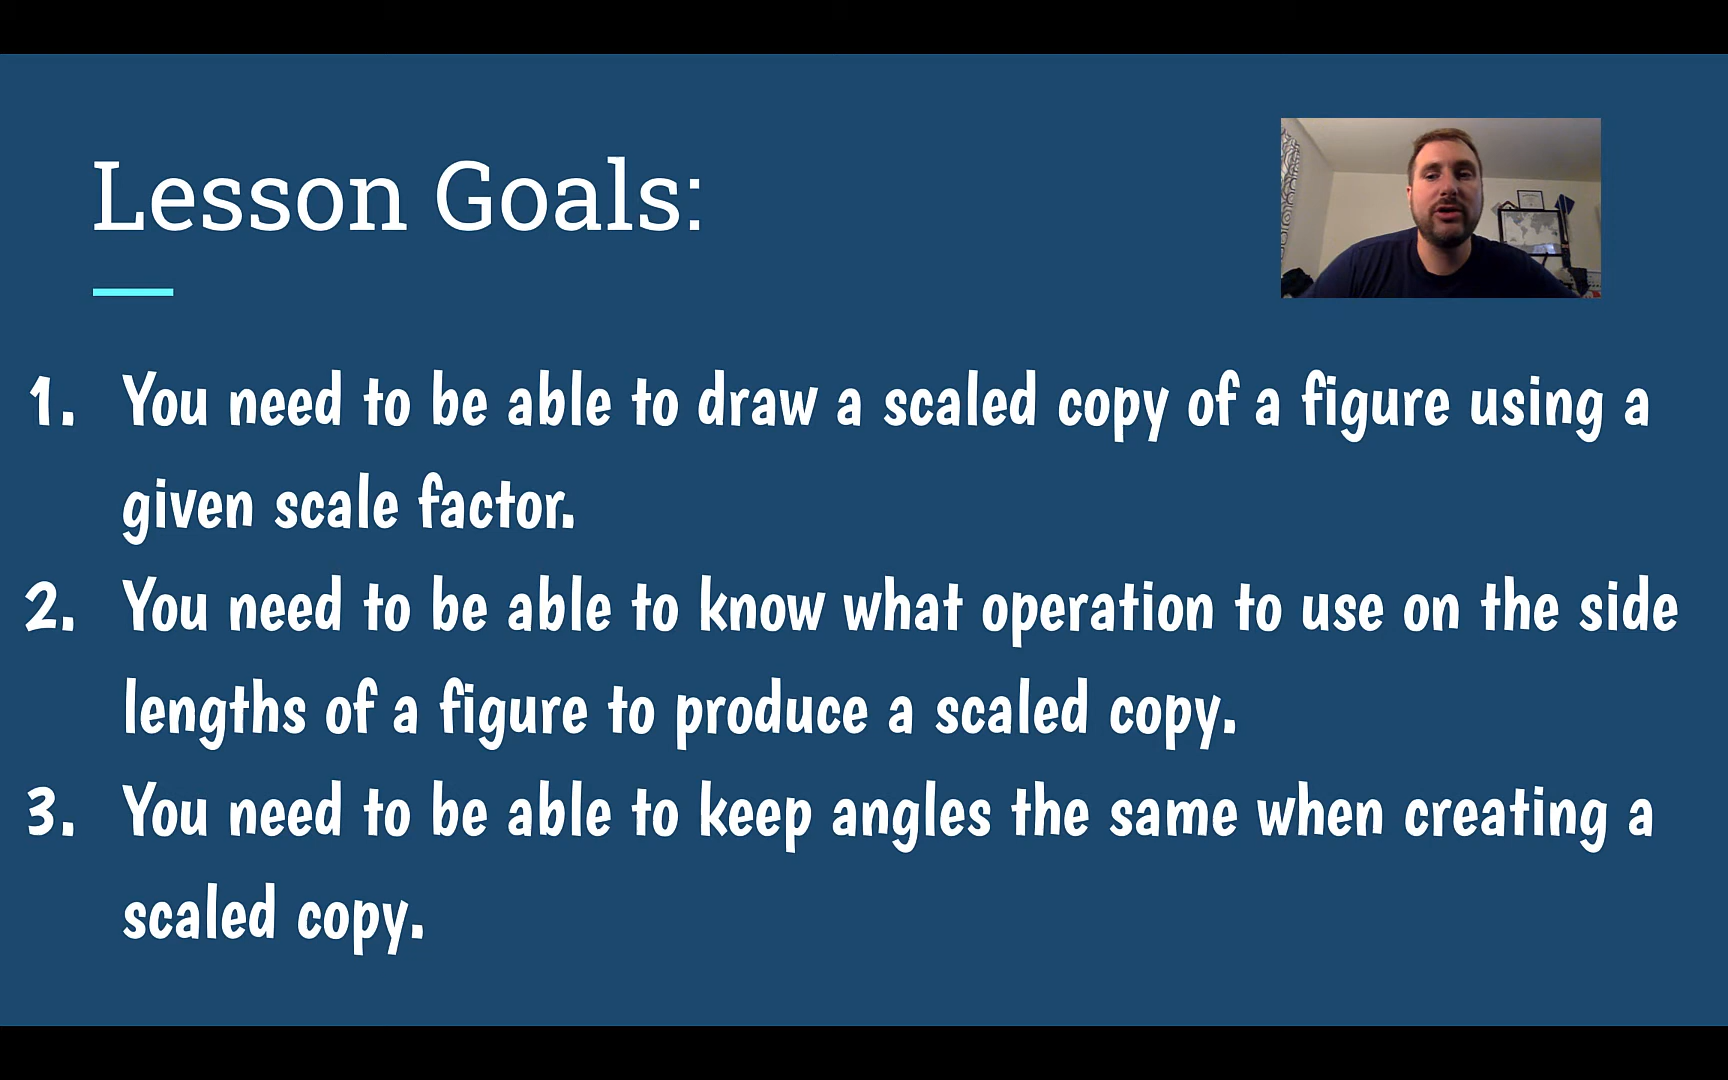 Lesson Goals:
1. You need to be able to draw a scaled copy of a figure using a
given scale factor.
2. You need to be able to know what operation to use on the side
lengths of a figure to produce a scaled copy.
3. You need to be able to keep angles the same when creating a
scaled copy.